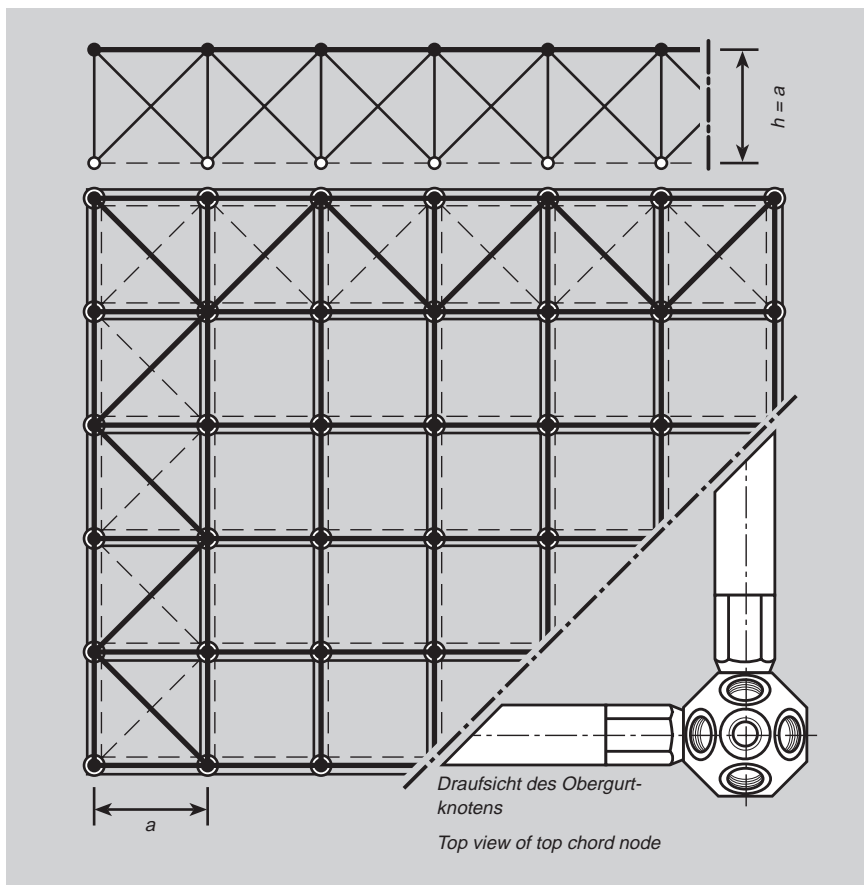 h = a
a
Draufsicht des Obergurt-
knotens
Top view of top chord node